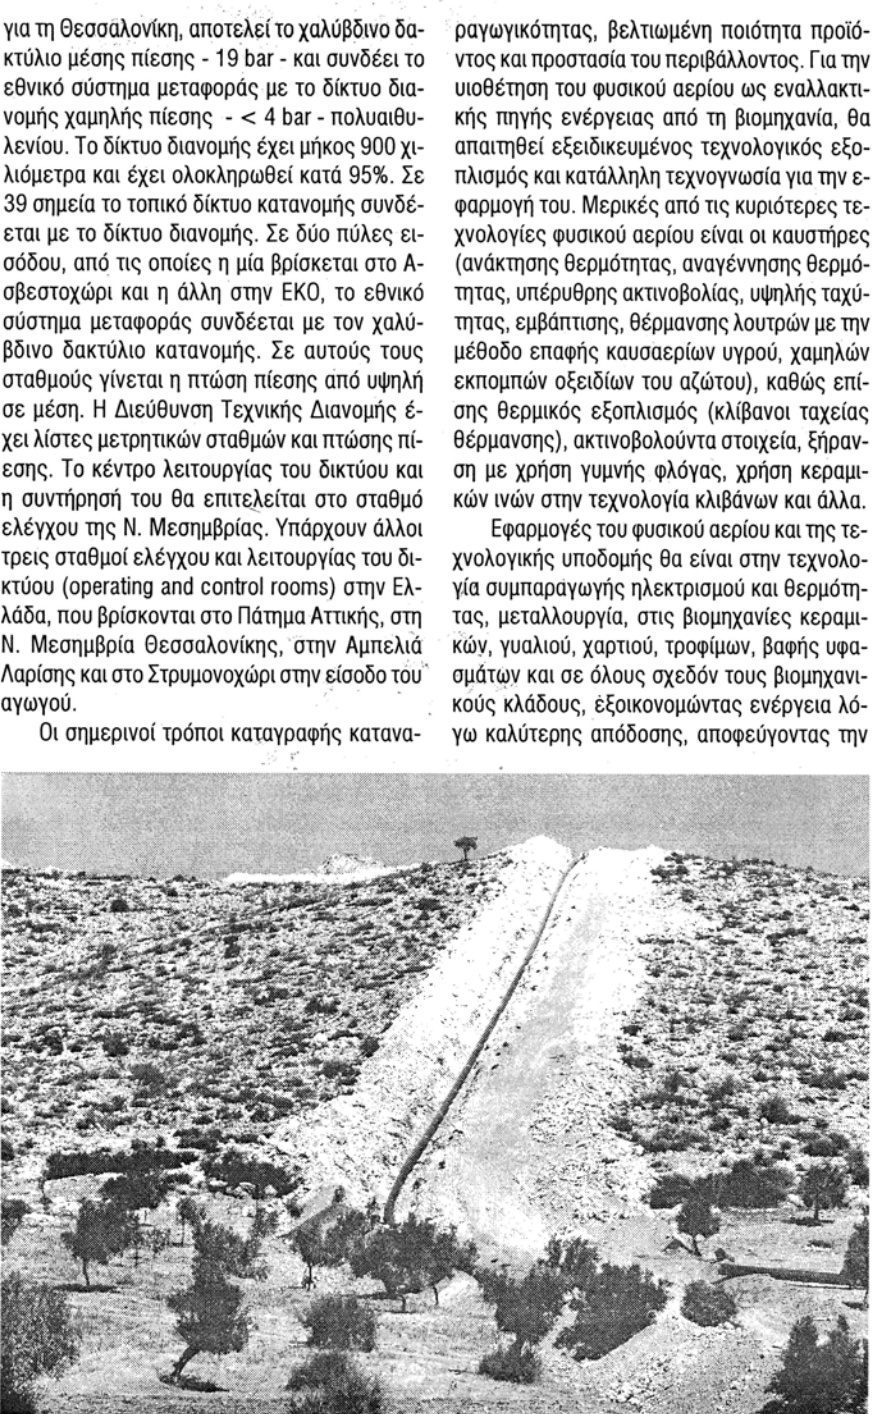 για τη Θεσσαλονίκη, αποτελεί το χαλύβδινο δα-
κτύλιο μέσης πίεσης - 19 bar - και συνδέει το
εθνικό σύστημα μεταφοράς με το δίκτυο δια-
νομής χαμηλής πίεσης - < 4 bar - πολυαιθυ-
λενίου. Το δίκτυο διανομής έχει μήκος 900 χι-
λιόμετρα και έχει ολοκληρωθεί κατά 95%. Σε
39 σημεία το τοπικό δίκτυο κατανομής συνδέ-
εται με το δίκτυο διανομής. Σε δύο πύλες ει-
σόδου, από τις οποίες η μία βρίσκεται στο Α-
σβεστοχώρι και η άλλη στην ΕΚΟ, το εθνικό
σύστημα μεταφοράς συνδέεται με τον χαλύ-
βδινο δακτύλιο κατανομής. Σε αυτούς τους
σταθμούς γίνεται η πτώση πίεσης από υψηλή
σε μέση. Η Διεύθυνση Τεχνικής Διανομής έ-
χει λίστες μετρητικών σταθμών και πτώσης πί-
εσης. Το κέντρο λειτουργίας του δικτύου και
η συντήρησή του θα επιτελείται στο σταθμό
ελέγχου της Ν. Μεσημβρίας. Υπάρχουν άλλοι
τρεις σταθμοί ελέγχου και λειτουργίας του δι-
κτύου (operating and control rooms) στην Ελ-
λάδα, που βρίσκονται στο Πάτημα Αττικής, στη
Ν. Μεσημβρία Θεσσαλονίκης, στην Αμπελιά
Λαρίσης και στο Στρυμονοχώρι στην είσοδο του
αγωγού.
Οι σημερινοί τρόποι καταγραφής κατανα-
ραγωγικότητας, βελτιωμένη ποιότητα προϊό-
ντος και προστασία του περιβάλλοντος. Για την
υιοθέτηση του φυσικού αερίου ως εναλλακτι-
κής πηγής ενέργειας από τη βιομηχανία, θα
απαιτηθεί εξειδικευμένος τεχνολογικός εξο-
πλισμός και κατάλληλη τεχνογνωσία για την ε-
φαρμογή του. Μερικές από τις κυριότερες τε-
χνολογίες φυσικού αερίου είναι οι καυστήρες
(ανάκτησης θερμότητας, αναγέννησης θερμό-
τητας, υπέρυθρης ακτινοβολίας, υψηλής ταχύ-
τητας, εμβάπτισης, θέρμανσης λουτρών με την
μέθοδο επαφής καυσαερίων υγρού, χαμηλών
εκπομπών οξειδίων του αζώτου), καθώς επί-
σης θερμικός εξοπλισμός (κλίβανοι ταχείας
θέρμανσης), ακτινοβολούντα στοιχεία, ξήραν-
ση με χρήση γυμνής φλόγας, χρήση κεραμι-
κών ινών στην τεχνολογία κλιβάνων και άλλα.
Εφαρμογές του φυσικού αερίου και της τε-
χνολογικής υποδομής θα είναι στην τεχνολο-
γία συμπαραγωγής ηλεκτρισμού και θερμότη-
τας, μεταλλουργία, στις βιομηχανίες κεραμι-
κών, γυαλιού, χαρτιού, τροφίμων, βαφής υφα-
σμάτων και σε όλους σχεδόν τους βιομηχανι-
κούς κλάδους, εξοικονομώντας ενέργεια λό-
γω καλύτερης απόδοσης, αποφεύγοντας την